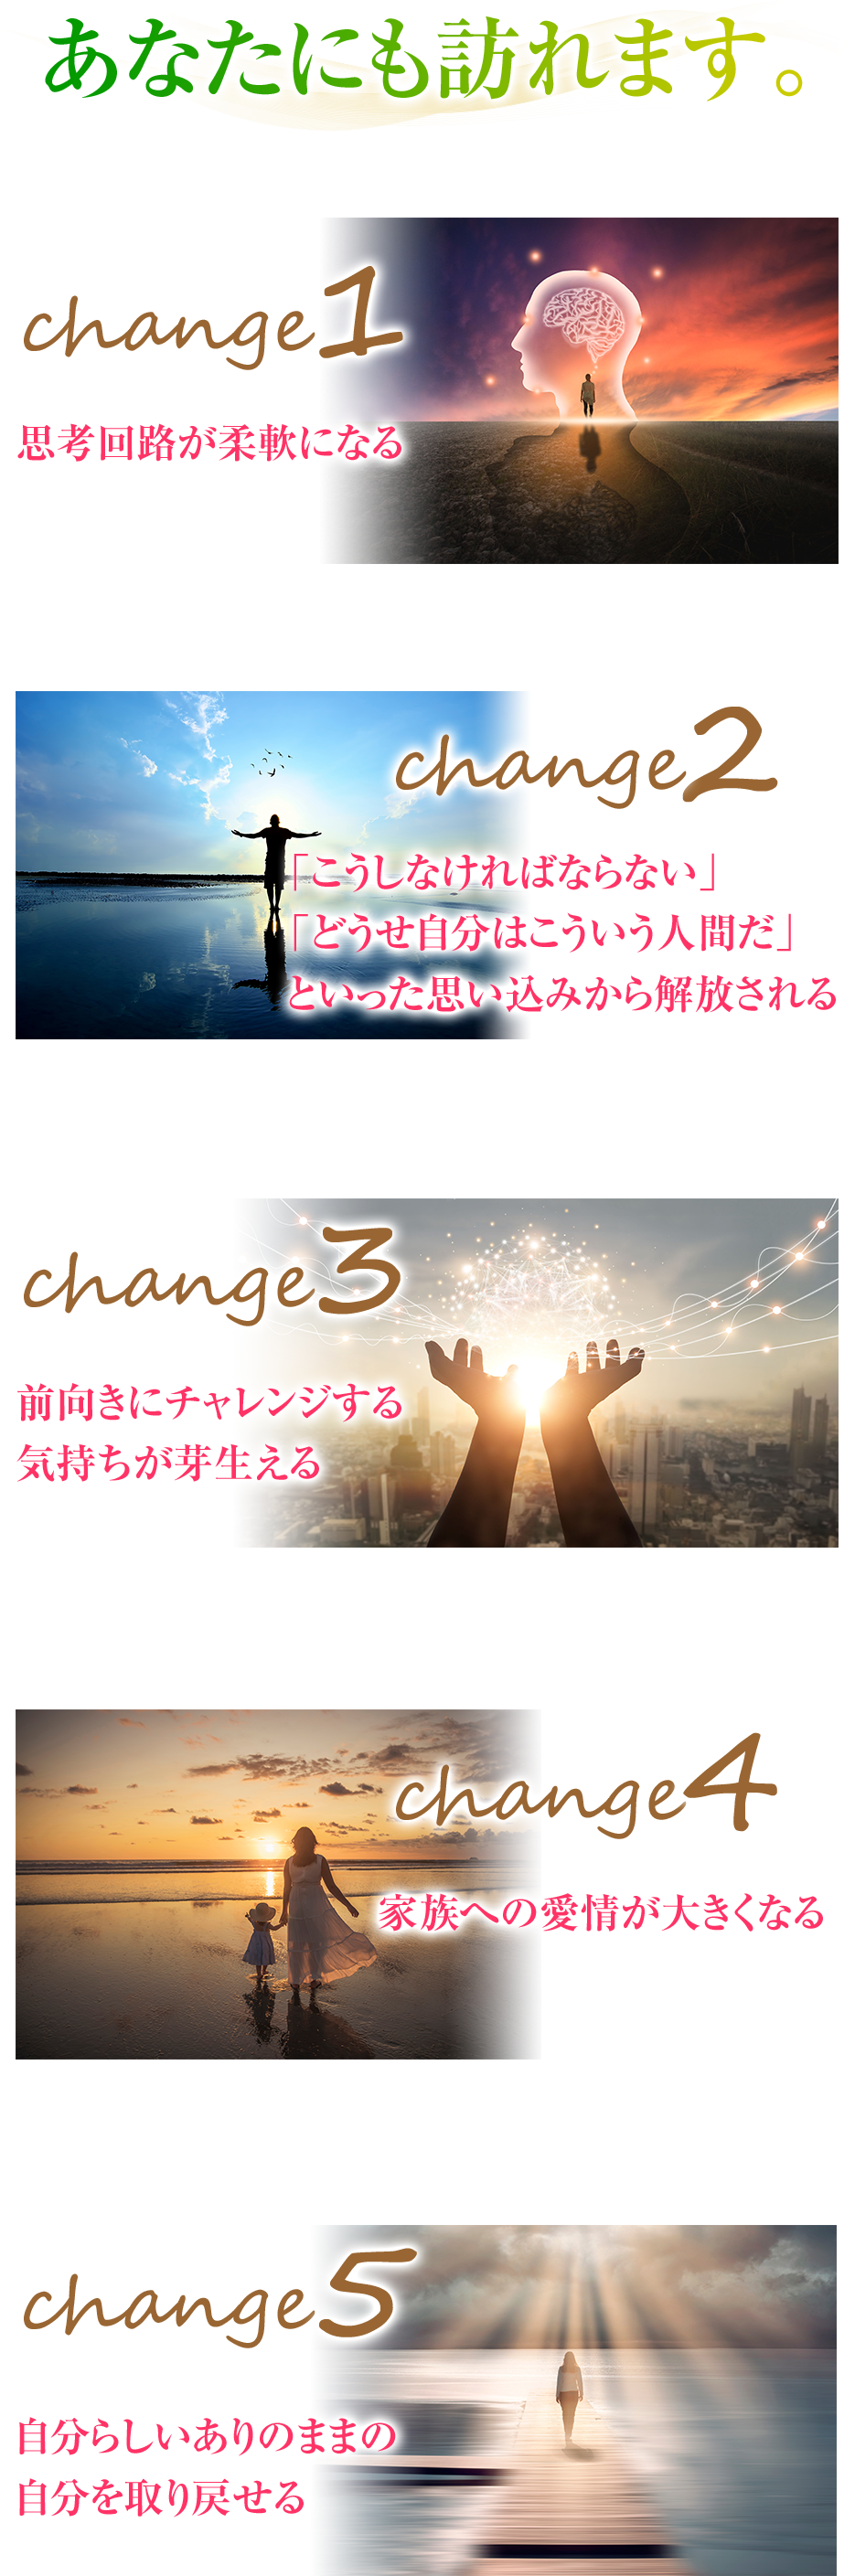 あなたにも訪れます。
change1
思考回路が柔軟になる
change2
「こうしなければならない」
「どうせ自分はこういう人間だ」
といった思い込みから解放される
change3
前向きにチャレンジする
気持ちが芽生える
change4
家族への愛情が大きくなる
change5
自分らしいありのままの
自分を取り戻せる